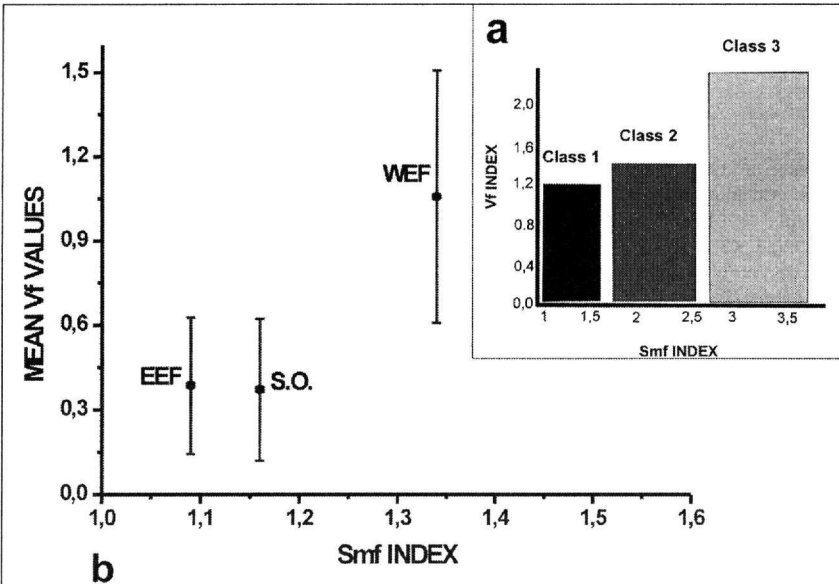 a
Class 3
Class 2
Class 1
Vf INDEX
2,0
1,6
1,2
0,8
0,4
0,0
1 1,5 2 2,5 3 3,5
Smf INDEX
MEAN Vf VALUES
1,5
1,2
0,9
0,6
0,3
0,0
WEF
EEF
S.O.
1,0 1,1 1,2 1,3 1,4 1,5 1,6
Smf INDEX
b